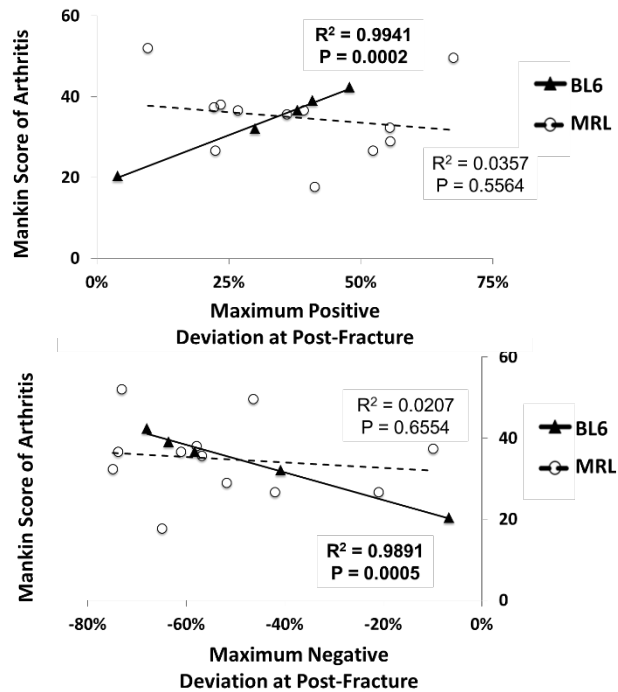 Mankin Score of Arthritis
60
40
20
0
R² = 0.9941
P = 0.0002
BL6
MRL
R² = 0.0357
P = 0.5564
0%
25%
50%
75%
Maximum Positive
Deviation at Post-Fracture
Mankin Score of Arthritis
60
40
20
0
R² = 0.0207
P = 0.6554
BL6
MRL
R² = 0.9891
P = 0.0005
-80%
-60%
-40%
-20%
0%
Maximum Negative
Deviation at Post-Fracture